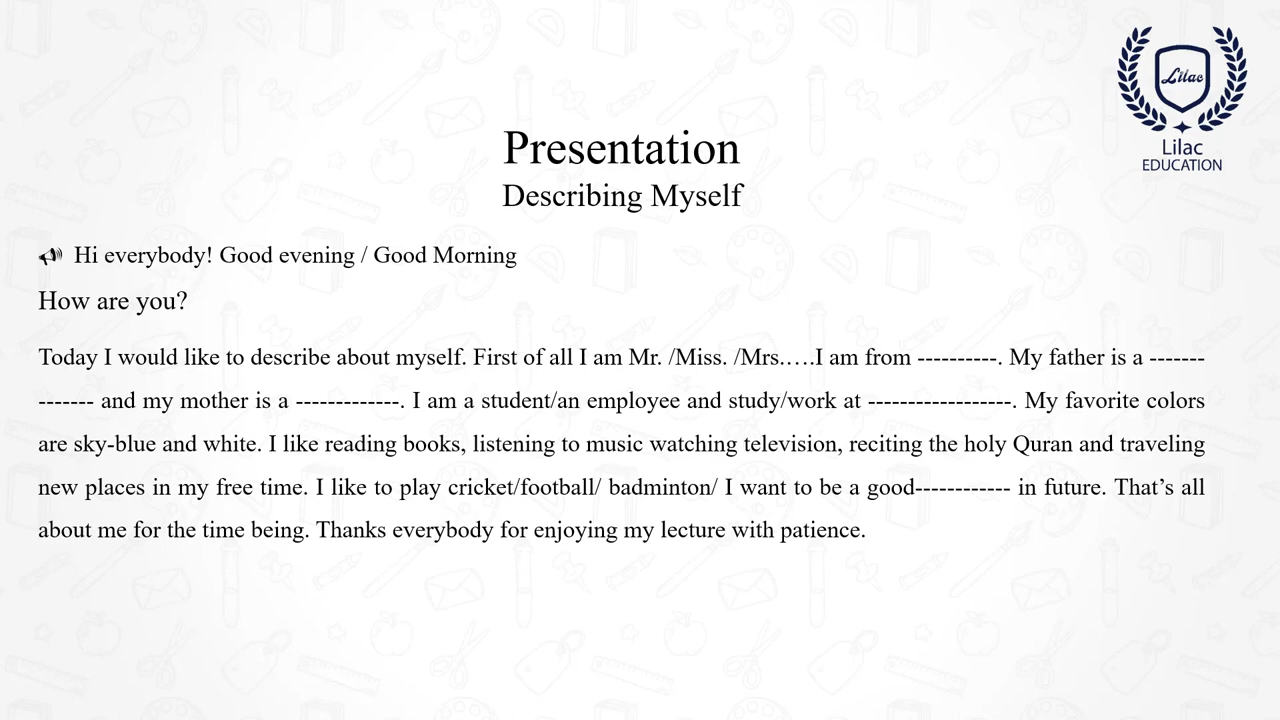 Lilac
Lilac
EDUCATION
Presentation
Describing Myself
Hi everybody! Good evening / Good Morning
How are you?
Today I would like to describe about myself. First of all I am Mr. /Miss. /Mrs.….I am from ----------. My father is a -------
------- and my mother is a -------------. I am a student/an employee and study/work at ------------------. My favorite colors
are sky-blue and white. I like reading books, listening to music watching television, reciting the holy Quran and traveling
new places in my free time. I like to play cricket/football/ badminton/ I want to be a good------------ in future. That’s all
about me for the time being. Thanks everybody for enjoying my lecture with patience.